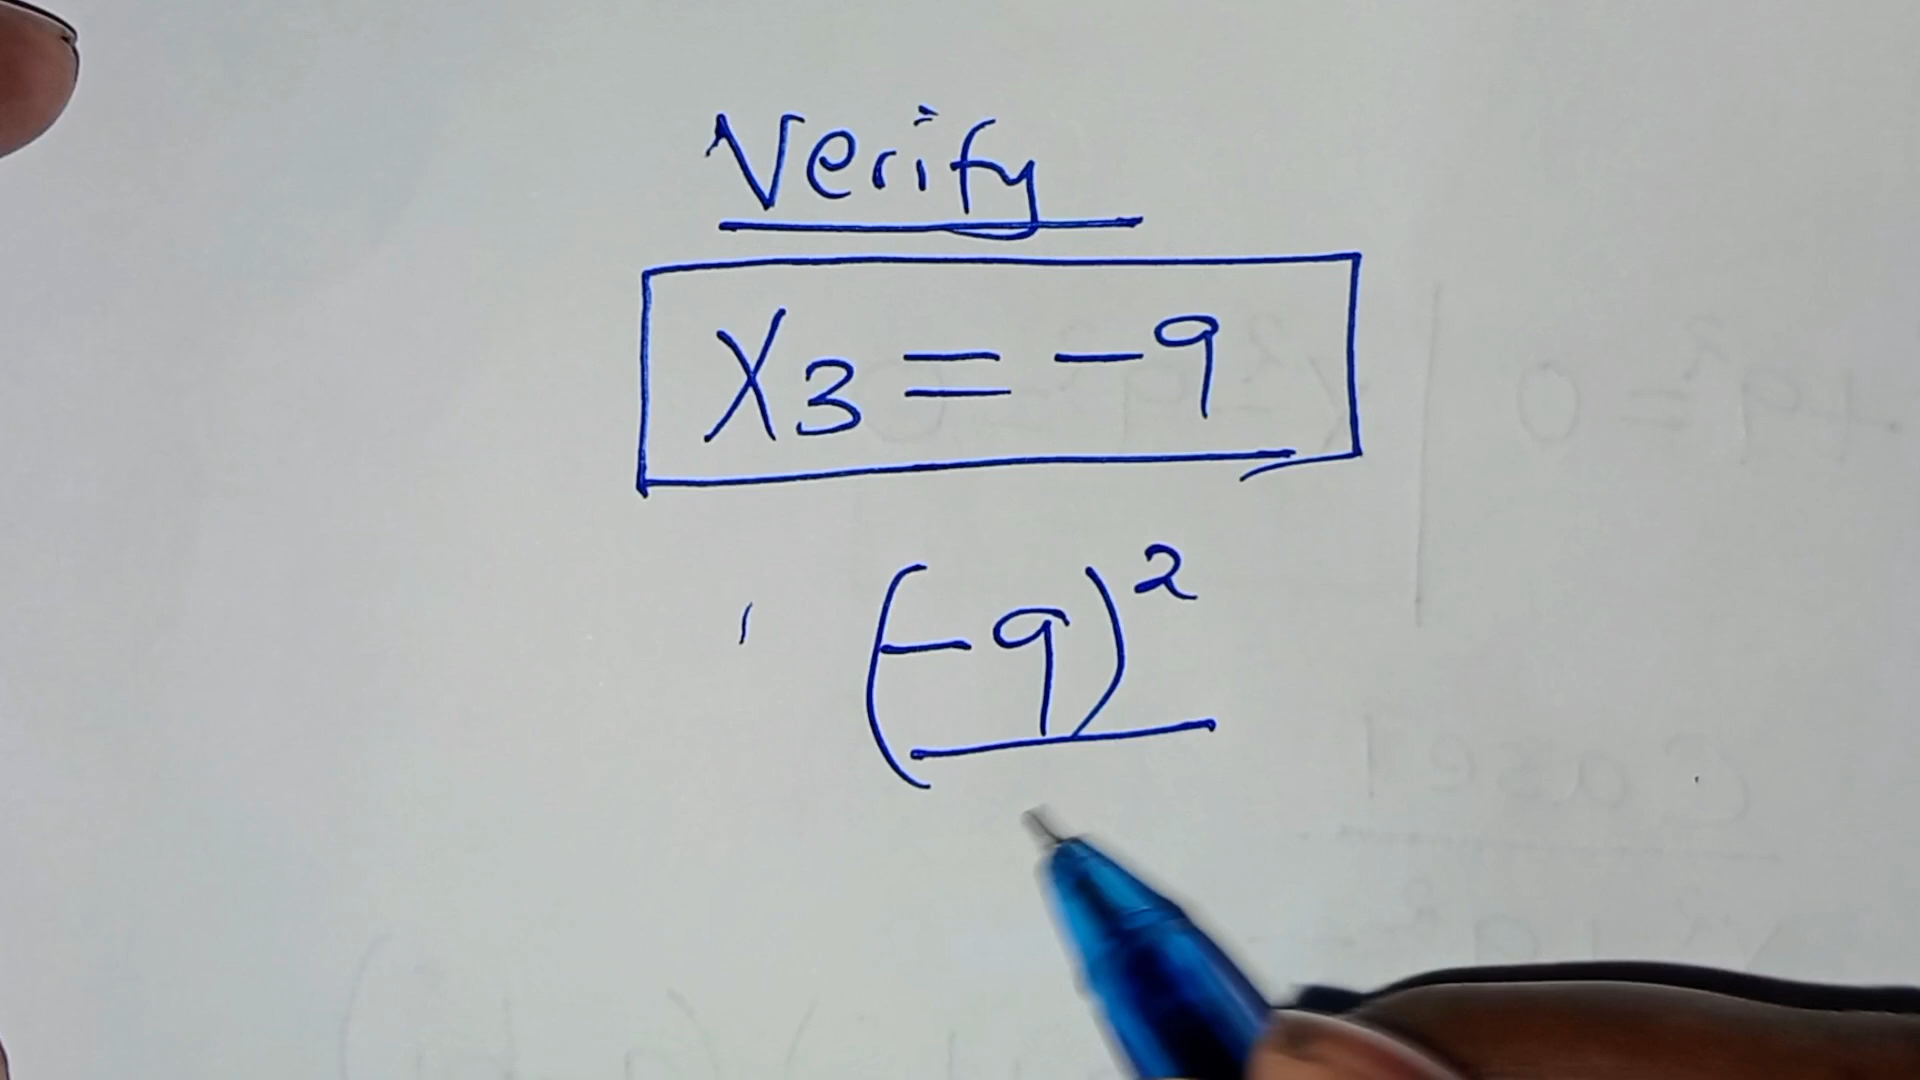 Verify
X₃ = -9
(-9)²